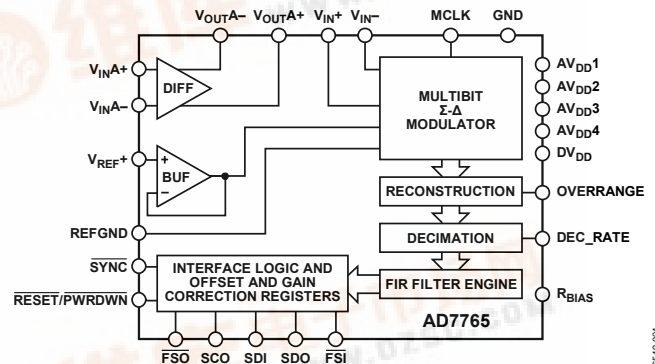 VOUTA– VOUTA+ VIN+ VIN– MCLK GND
VINA+
VINA–
DIFF
MULTIBIT
Σ-Δ
MODULATOR
AVDD1
AVDD2
AVDD3
AVDD4
DVDD
VREF+
+
–
BUF
RECONSTRUCTION
OVERRANGE
REFGND
DECIMATION
DEC_RATE
SYNC
RESET/PWRDWN
INTERFACE LOGIC AND
OFFSET AND GAIN
CORRECTION REGISTERS
FIR FILTER ENGINE
RBIAS
AD7765
FSO SCO SDI SDO FSI